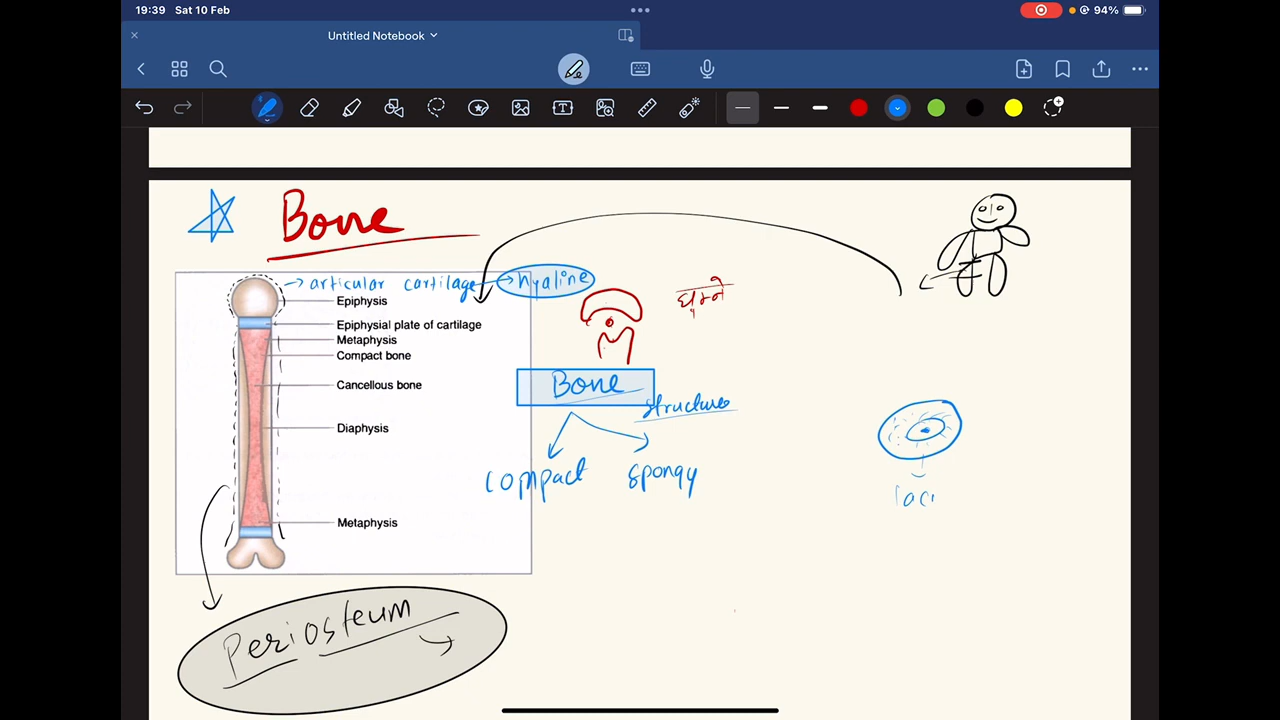 19:39 Sat 10 Feb
94%
Untitled Notebook
Bone
articular cartilage → hyaline
Epiphysis
Epiphysial plate of cartilage
Metaphysis
Compact bone
Cancellous bone
Diaphysis
Metaphysis
Bone
structure
compact
spongy
Periosteum